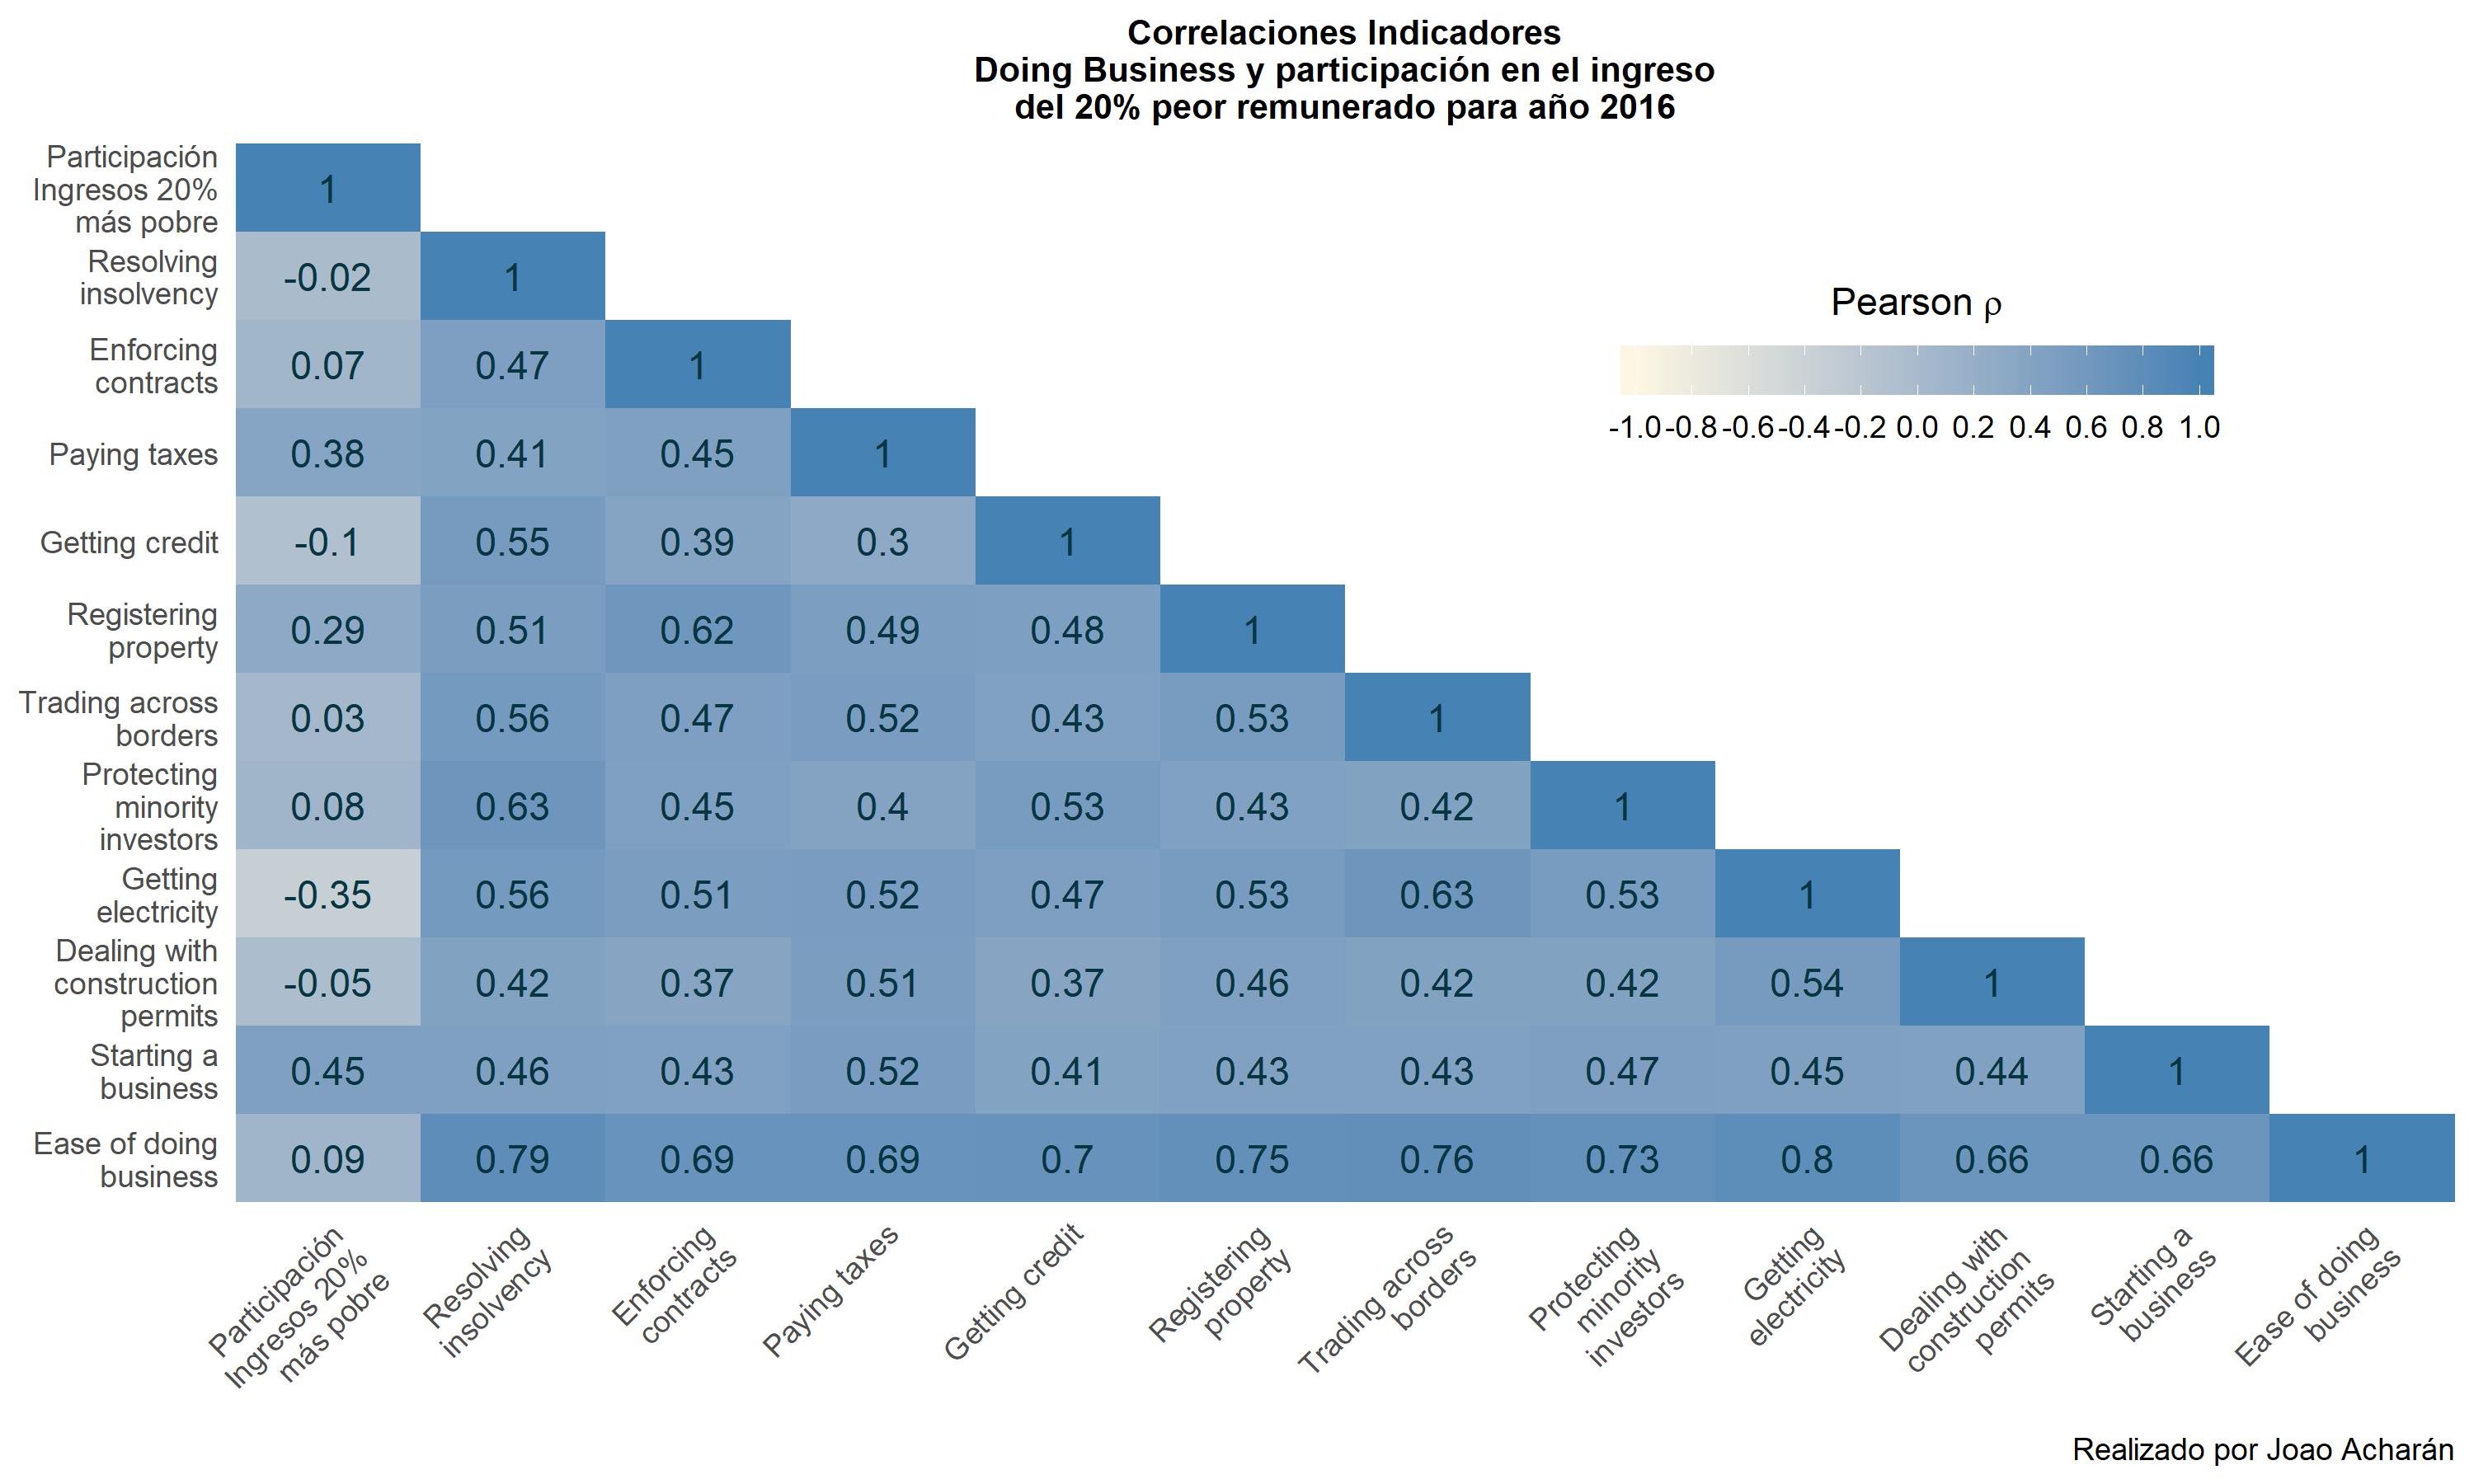 Correlaciones Indicadores
Doing Business y participación en el ingreso
del 20% peor remunerado para año 2016
Participación
Ingresos 20%
más pobre
1
Resolving
insolvency
-0.02 1
Enforcing
contracts
0.07 0.47 1
Paying taxes
0.38 0.41 0.45 1
Getting credit
-0.1 0.55 0.39 0.3 1
Registering
property
0.29 0.51 0.62 0.49 0.48 1
Trading across
borders
0.03 0.56 0.47 0.52 0.43 0.53 1
Protecting
minority
investors
0.08 0.63 0.45 0.4 0.53 0.43 0.42 1
Getting
electricity
-0.35 0.56 0.51 0.52 0.47 0.53 0.63 0.53 1
Dealing with
construction
permits
-0.05 0.42 0.37 0.51 0.37 0.46 0.42 0.42 0.54 1
Starting a
business
0.45 0.46 0.43 0.52 0.41 0.43 0.43 0.47 0.45 0.44 1
Ease of doing
business
0.09 0.79 0.69 0.69 0.7 0.75 0.76 0.73 0.8 0.66 0.66 1
Pearson ρ
-1.0 -0.8 -0.6 -0.4 -0.2 0.0 0.2 0.4 0.6 0.8 1.0
Participación
Ingresos 20%
más pobre
Resolving
insolvency
Enforcing
contracts
Paying taxes
Getting credit
Registering
property
Trading across
borders
Protecting
minority
investors
Getting
electricity
Dealing with
construction
permits
Starting a
business
Ease of doing
business
Realizado por Joao Acharán